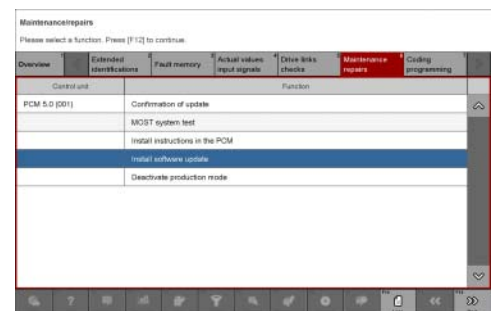 Maintenance/repairs
Please select a function. Press [F12] to continue.
Overview
Extended identifications
Fault memory
Actual values input signals
Drive links checks
Maintenance repairs
Coding programming
Control unit
Function
PCM 5.0 (001)
Confirmation of update
MOST system test
Install instructions in the PCM
Install software update
Deactivate production mode